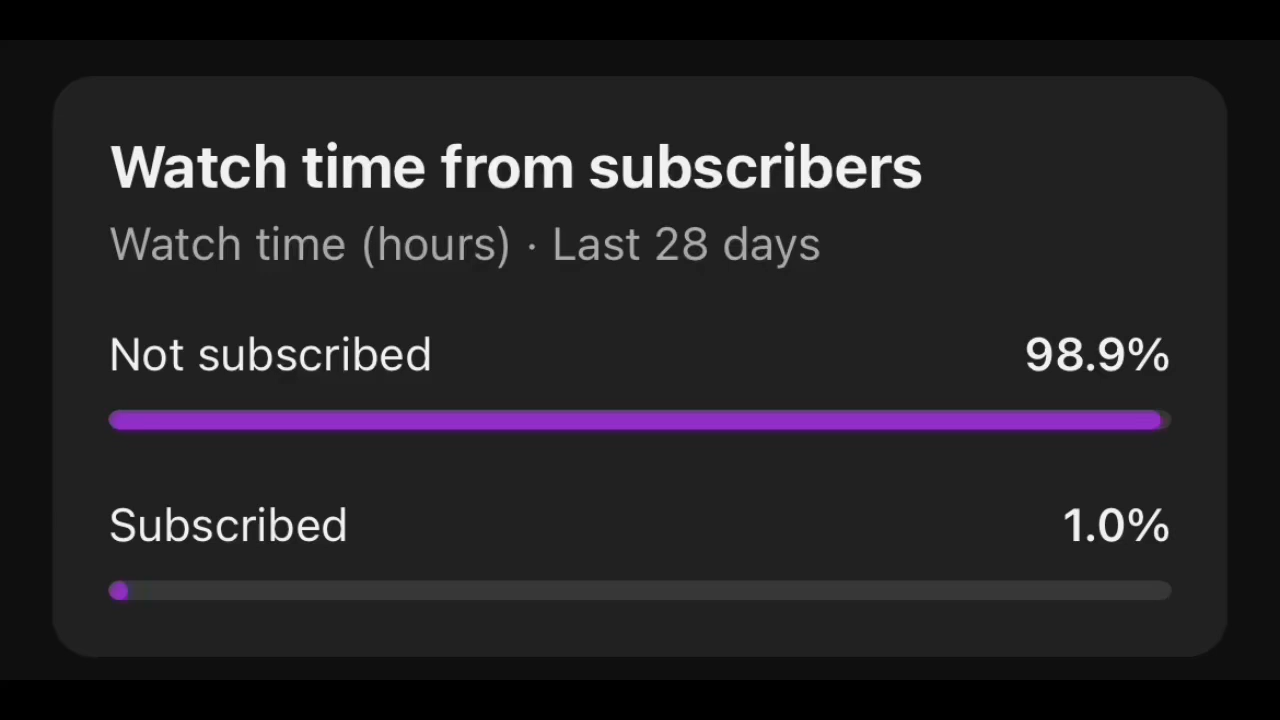 Watch time from subscribers
Watch time (hours) · Last 28 days
Not subscribed 98.9%
Subscribed 1.0%